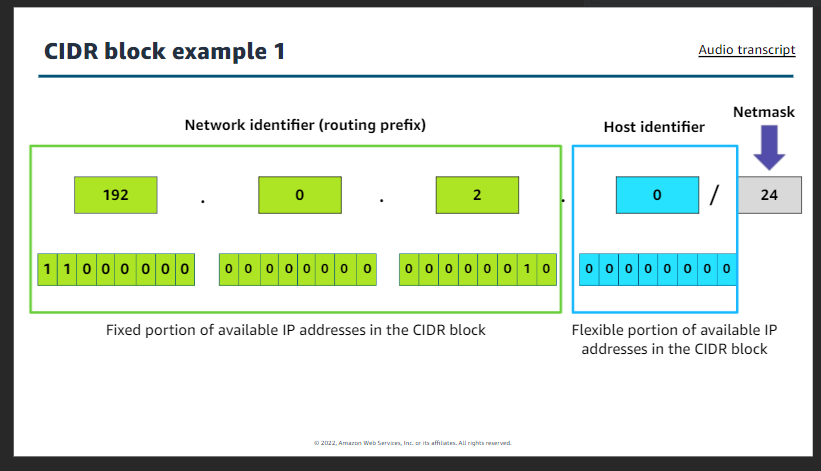 CIDR block example 1
Audio transcript
Netmask
Network identifier (routing prefix)
Host identifier
192 . 0 . 2 . 0 / 24
1 1 0 0 0 0 0 0 0 0 0 0 0 0 0 0 0 0 0 0 0 0 1 0 0 0 0 0 0 0 0 0
Fixed portion of available IP addresses in the CIDR block
Flexible portion of available IP
addresses in the CIDR block
© 2022, Amazon Web Services, Inc. or its affiliates. All rights reserved.